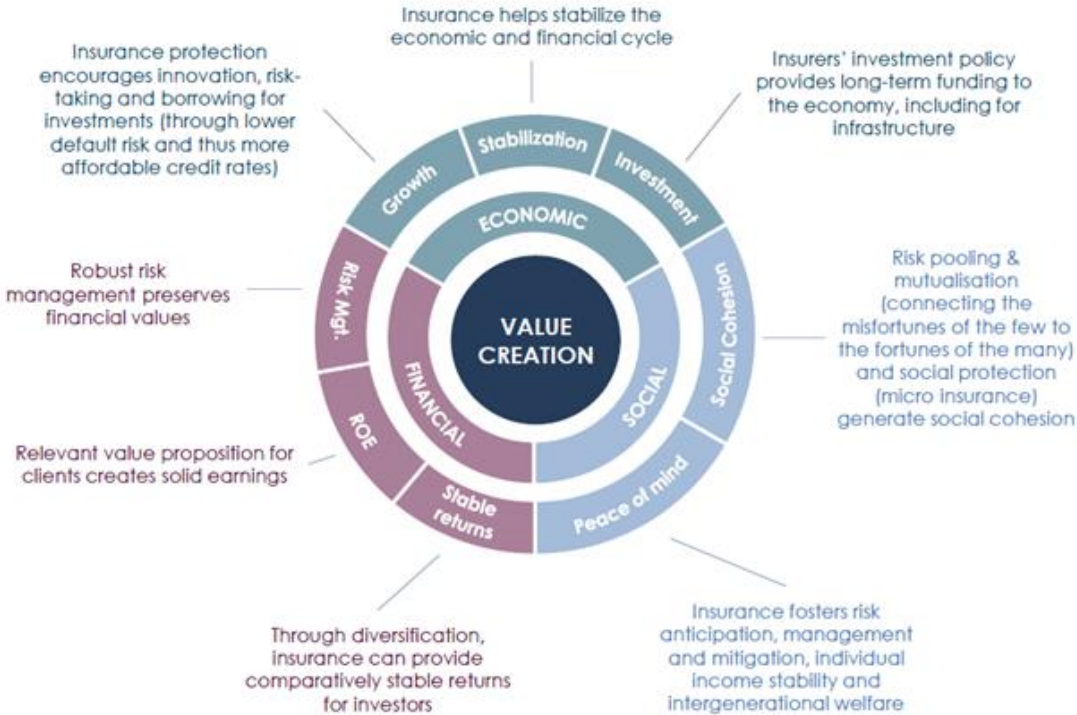 Insurance helps stabilize the
economic and financial cycle
Insurance protection
encourages innovation, risk-
taking and borrowing for
investments (through lower
default risk and thus more
affordable credit rates)
Insurers' investment policy
provides long-term funding to
the economy, including for
infrastructure
Growth
Stabilization
Investment
ECONOMIC
Robust risk
management preserves
financial values
Risk Mgt.
VALUE
CREATION
Social Cohesion
Risk pooling &
mutualisation
(connecting the
misfortunes of the few to
the fortunes of the many)
and social protection
(micro insurance)
generate social cohesion
FINANCIAL
SOCIAL
Relevant value proposition for
clients creates solid earnings
ROE
Stable
returns
Peace of mind
Through diversification,
insurance can provide
comparatively stable returns
for investors
Insurance fosters risk
anticipation, management
and mitigation, individual
income stability and
intergenerational welfare